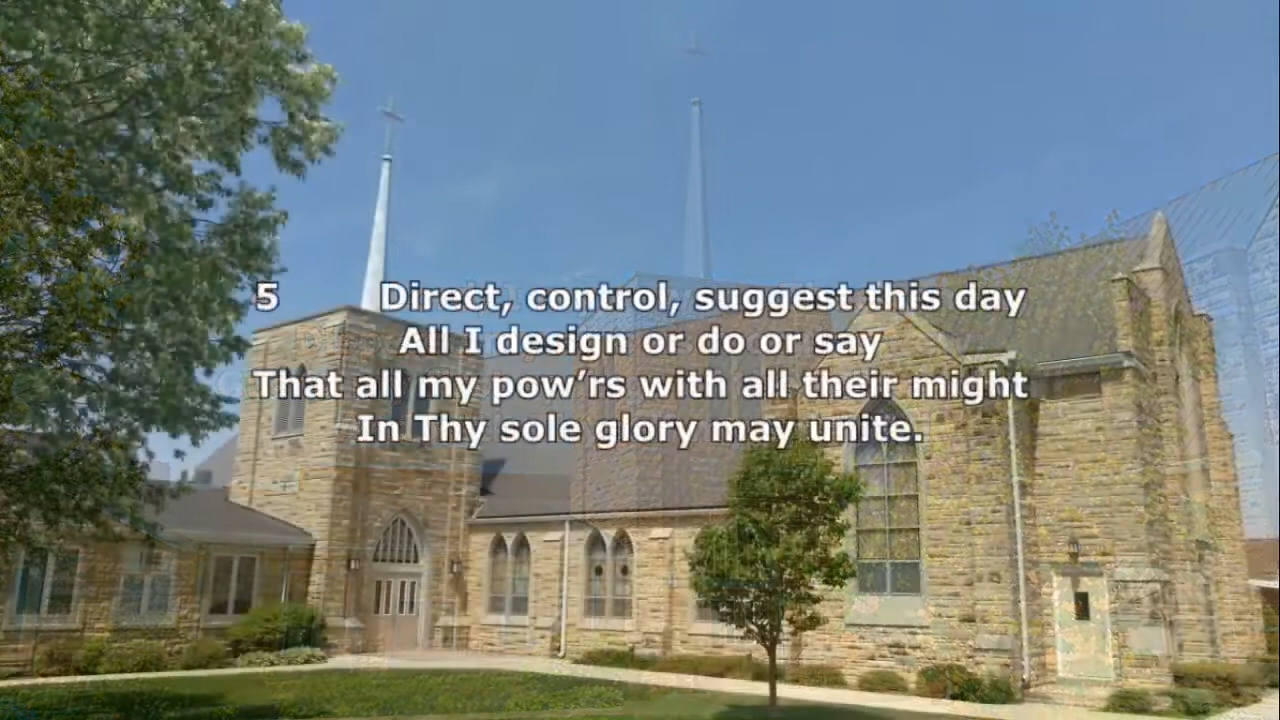 5 Direct, control, suggest this day
All I design or do or say
That all my pow’rs with all their might
In Thy sole glory may unite.